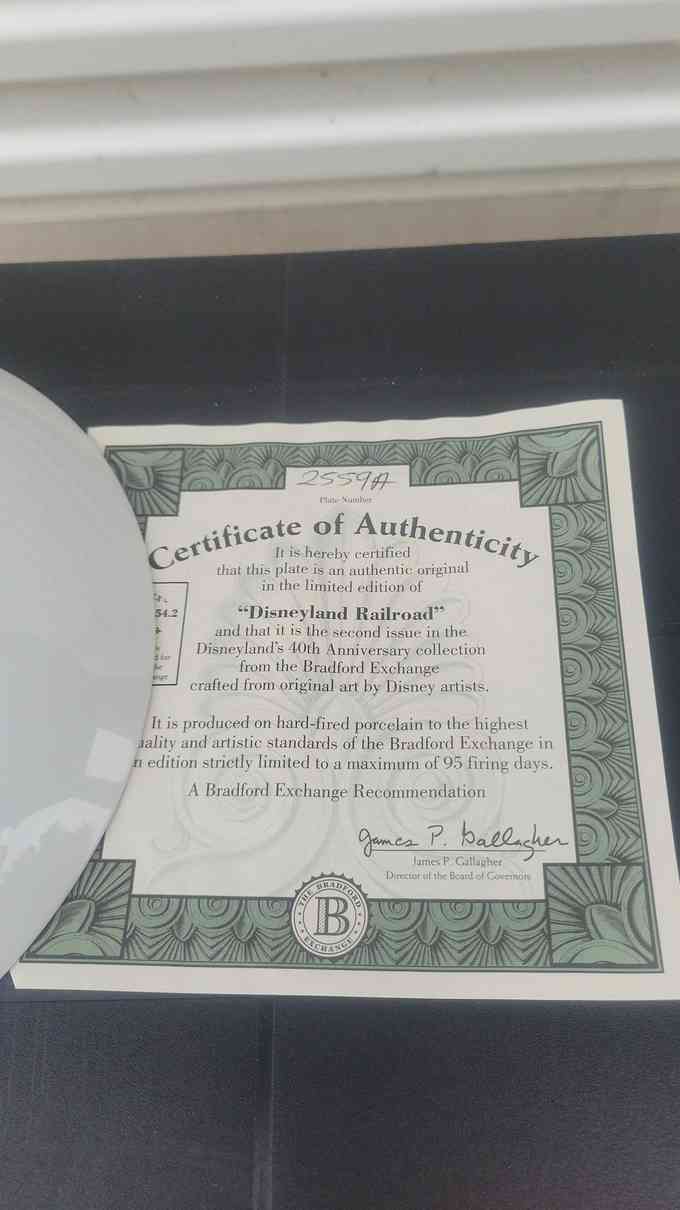 2559A
Plate Number
Certificate of Authenticity
It is hereby certified
that this plate is an authentic original
in the limited edition of
“Disneyland Railroad”
and that it is the second issue in the
Disneyland's 40th Anniversary collection
from the Bradford Exchange
crafted from original art by Disney artists.
54.2
It is produced on hard-fired porcelain to the highest
uality and artistic standards of the Bradford Exchange in
n edition strictly limited to a maximum of 95 firing days.
A Bradford Exchange Recommendation
James P. Gallagher
James P. Gallagher
Director of the Board of Governors
THE BRADFORD
B
EXCHANGE